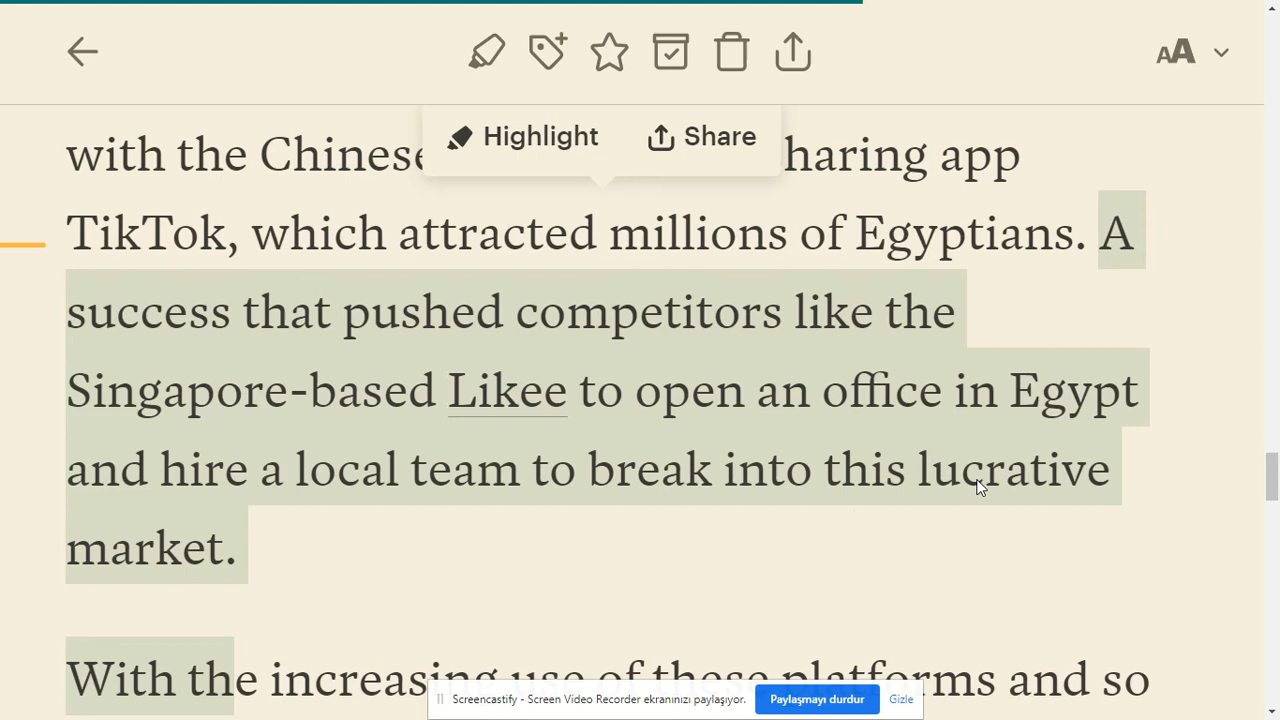 AA
Highlight Share
with the Chinese haring app
TikTok, which attracted millions of Egyptians. A
success that pushed competitors like the
Singapore-based Likee to open an office in Egypt
and hire a local team to break into this lucrative
market.
With the increasing use of these platforms and so
Screencastify - Screen Video Recorder ekranınızı paylaşıyor. Paylaşmayı durdur Gizle